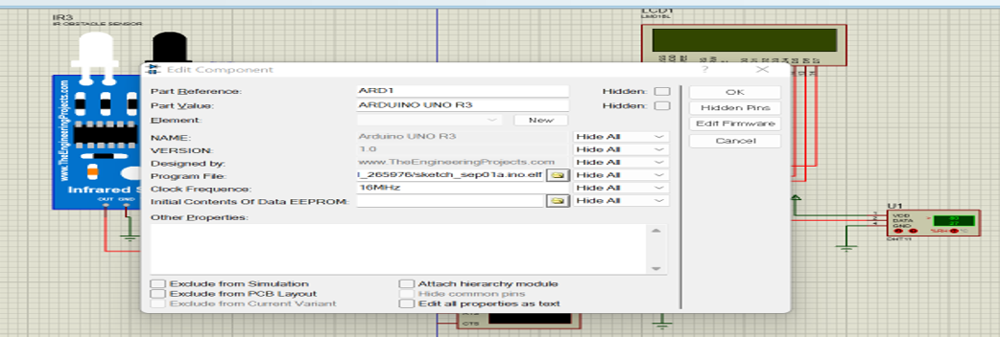 IR3
IR OBSTACLE SENSOR
LCD1
LM016L
Edit Component
?
Part Reference: ARD1 Hidden:
Part Value: ARDUINO UNO R3 Hidden:
Element: New
NAME: Arduino UNO R3 Hide All
VERSION: 1.0 Hide All
Designed by: www.TheEngineeringProjects.com Hide All
Program File: l_265976/sketch_sep01a.ino.elf Hide All
Clock Frequency: 16MHz Hide All
Initial Contents Of Data EEPROM: Hide All
Other Properties:
Exclude from Simulation
Exclude from PCB Layout
Exclude from Current Variant
Attach hierarchy module
Hide common pins
Edit all properties as text
OK
Hidden Pins
Edit Firmware
Cancel
www.TheEngineeringProjects.com
Infrared S
OUT GND
U1
VDD
DATA
GND
%RH °C
DHT11
CTS